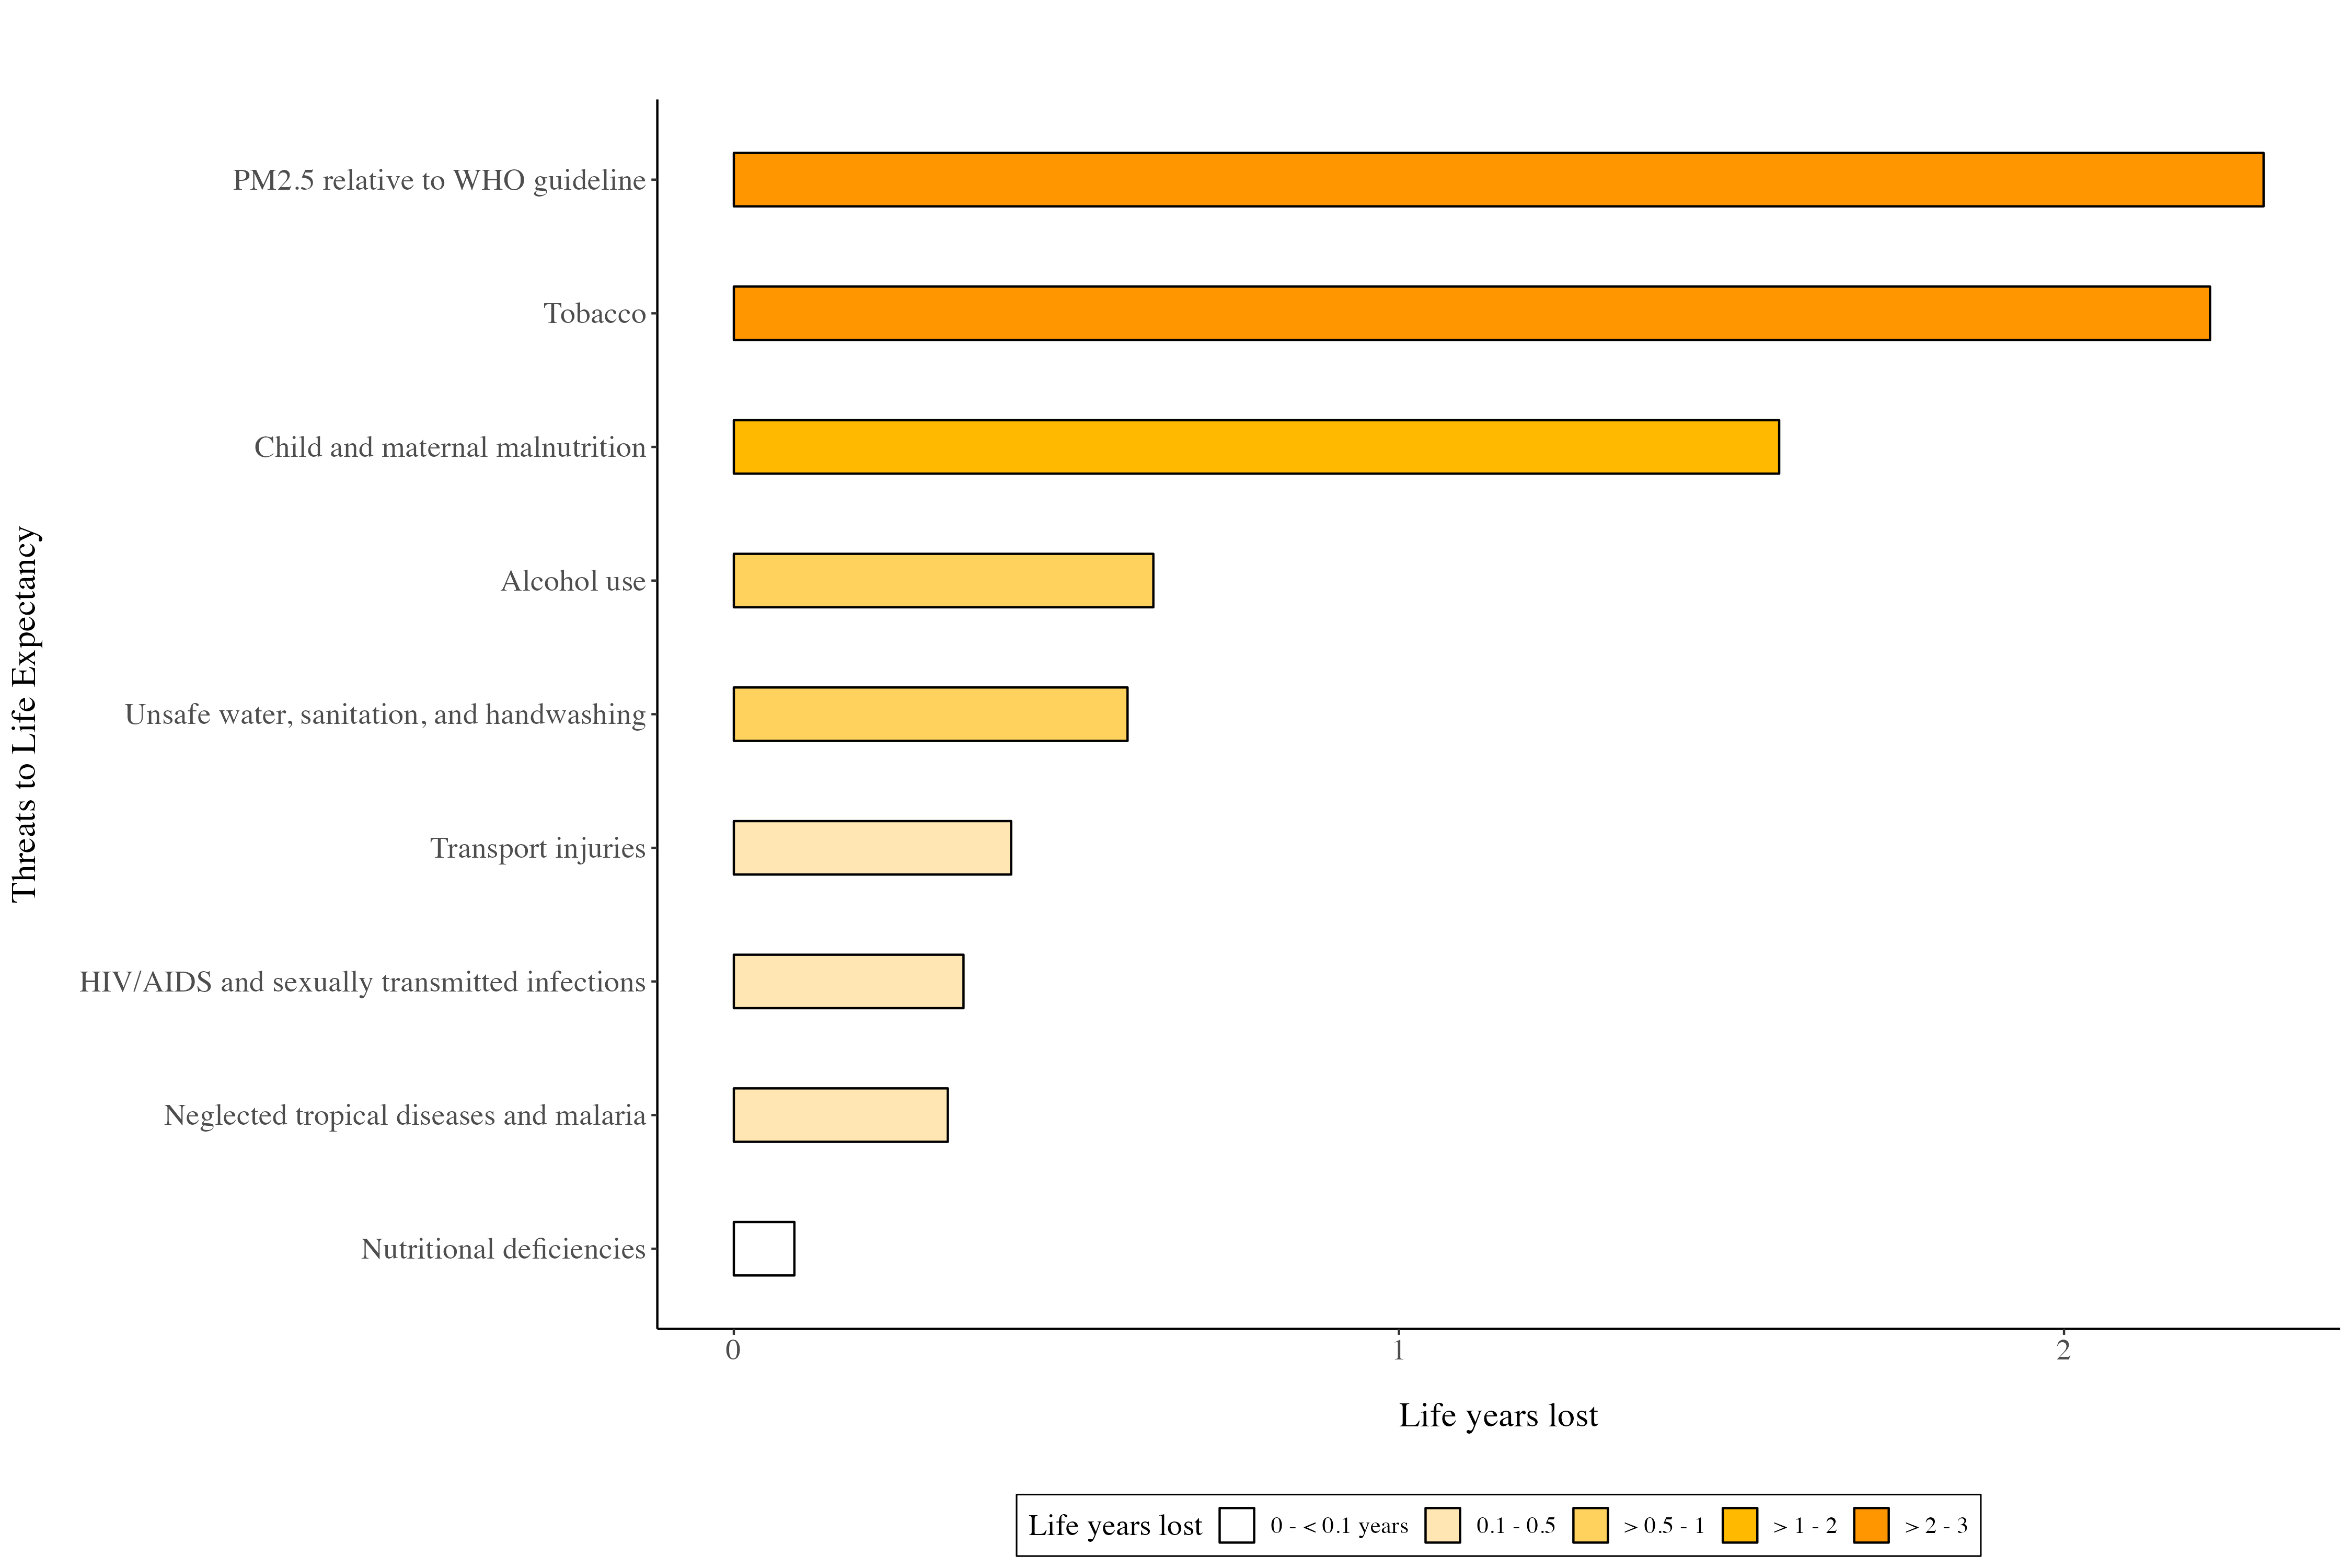 PM2.5 relative to WHO guideline
Tobacco
Child and maternal malnutrition
Alcohol use
Unsafe water, sanitation, and handwashing
Transport injuries
HIV/AIDS and sexually transmitted infections
Neglected tropical diseases and malaria
Nutritional deficiencies
Threats to Life Expectancy
0 1 2
Life years lost
Life years lost 0 - < 0.1 years 0.1 - 0.5 > 0.5 - 1 > 1 - 2 > 2 - 3